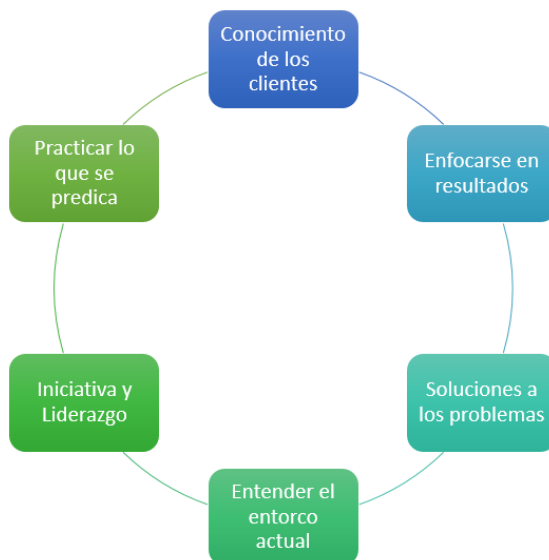 Conocimiento
de los
clientes
Enfocarse en
resultados
Soluciones a
los problemas
Entender el
entorco
actual
Iniciativa y
Liderazgo
Practicar lo
que se
predica